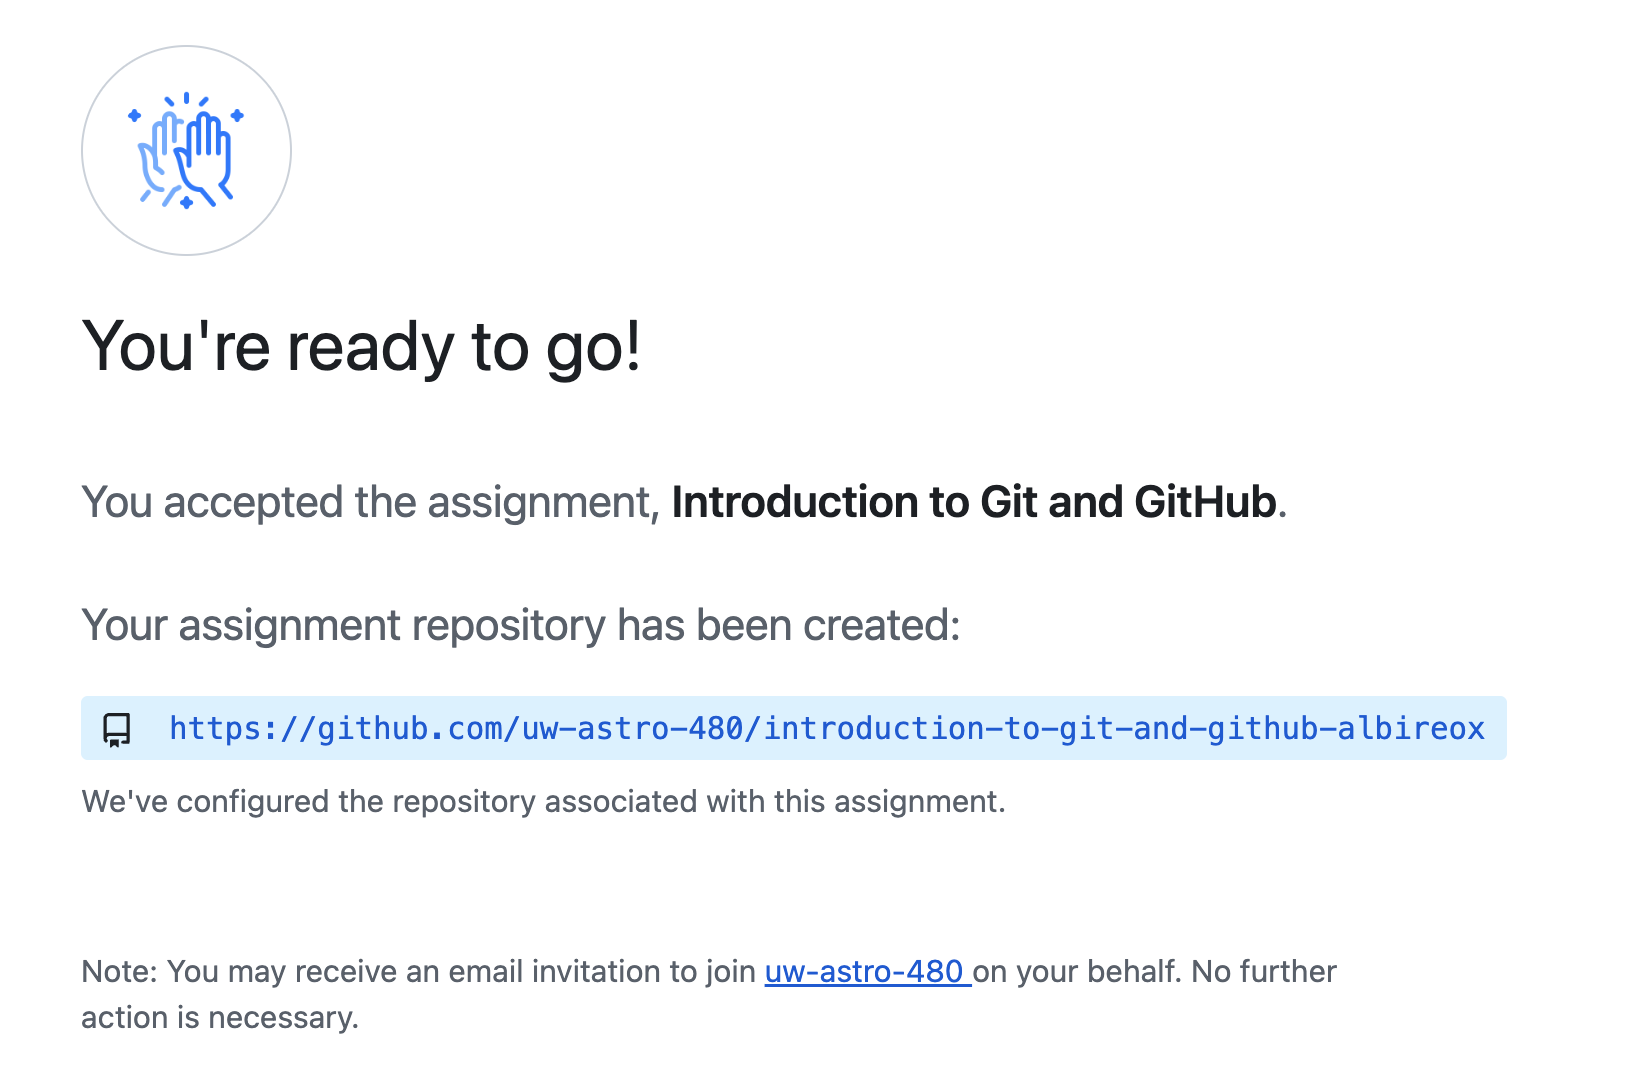 You're ready to go!
You accepted the assignment, Introduction to Git and GitHub.
Your assignment repository has been created:
https://github.com/uw-astro-480/introduction-to-git-and-github-albireox
We've configured the repository associated with this assignment.
Note: You may receive an email invitation to join uw-astro-480 on your behalf. No further
action is necessary.